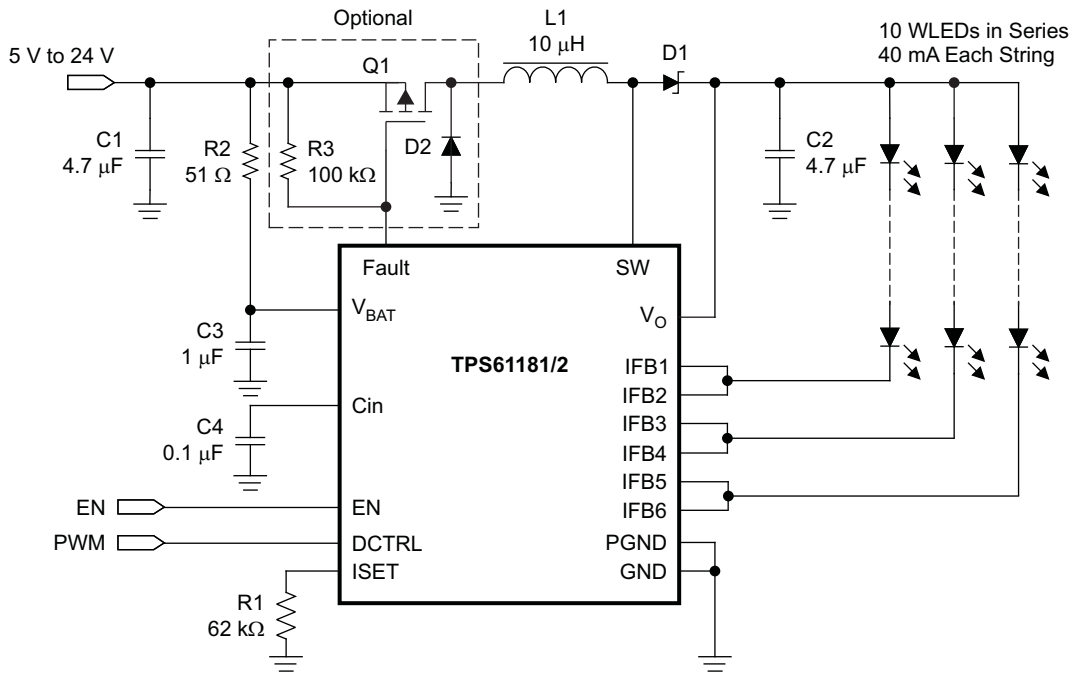 Optional
L1
10 μH
10 WLEDs in Series
40 mA Each String
5 V to 24 V
Q1
D1
C1
4.7 μF
R2
51 Ω
R3
100 kΩ
D2
C2
4.7 μF
Fault
SW
VBAT
VO
C3
1 μF
TPS61181/2
IFB1
IFB2
Cin
C4
0.1 μF
IFB3
IFB4
IFB5
IFB6
EN
EN
PWM
DCTRL
PGND
ISET
GND
R1
62 kΩ